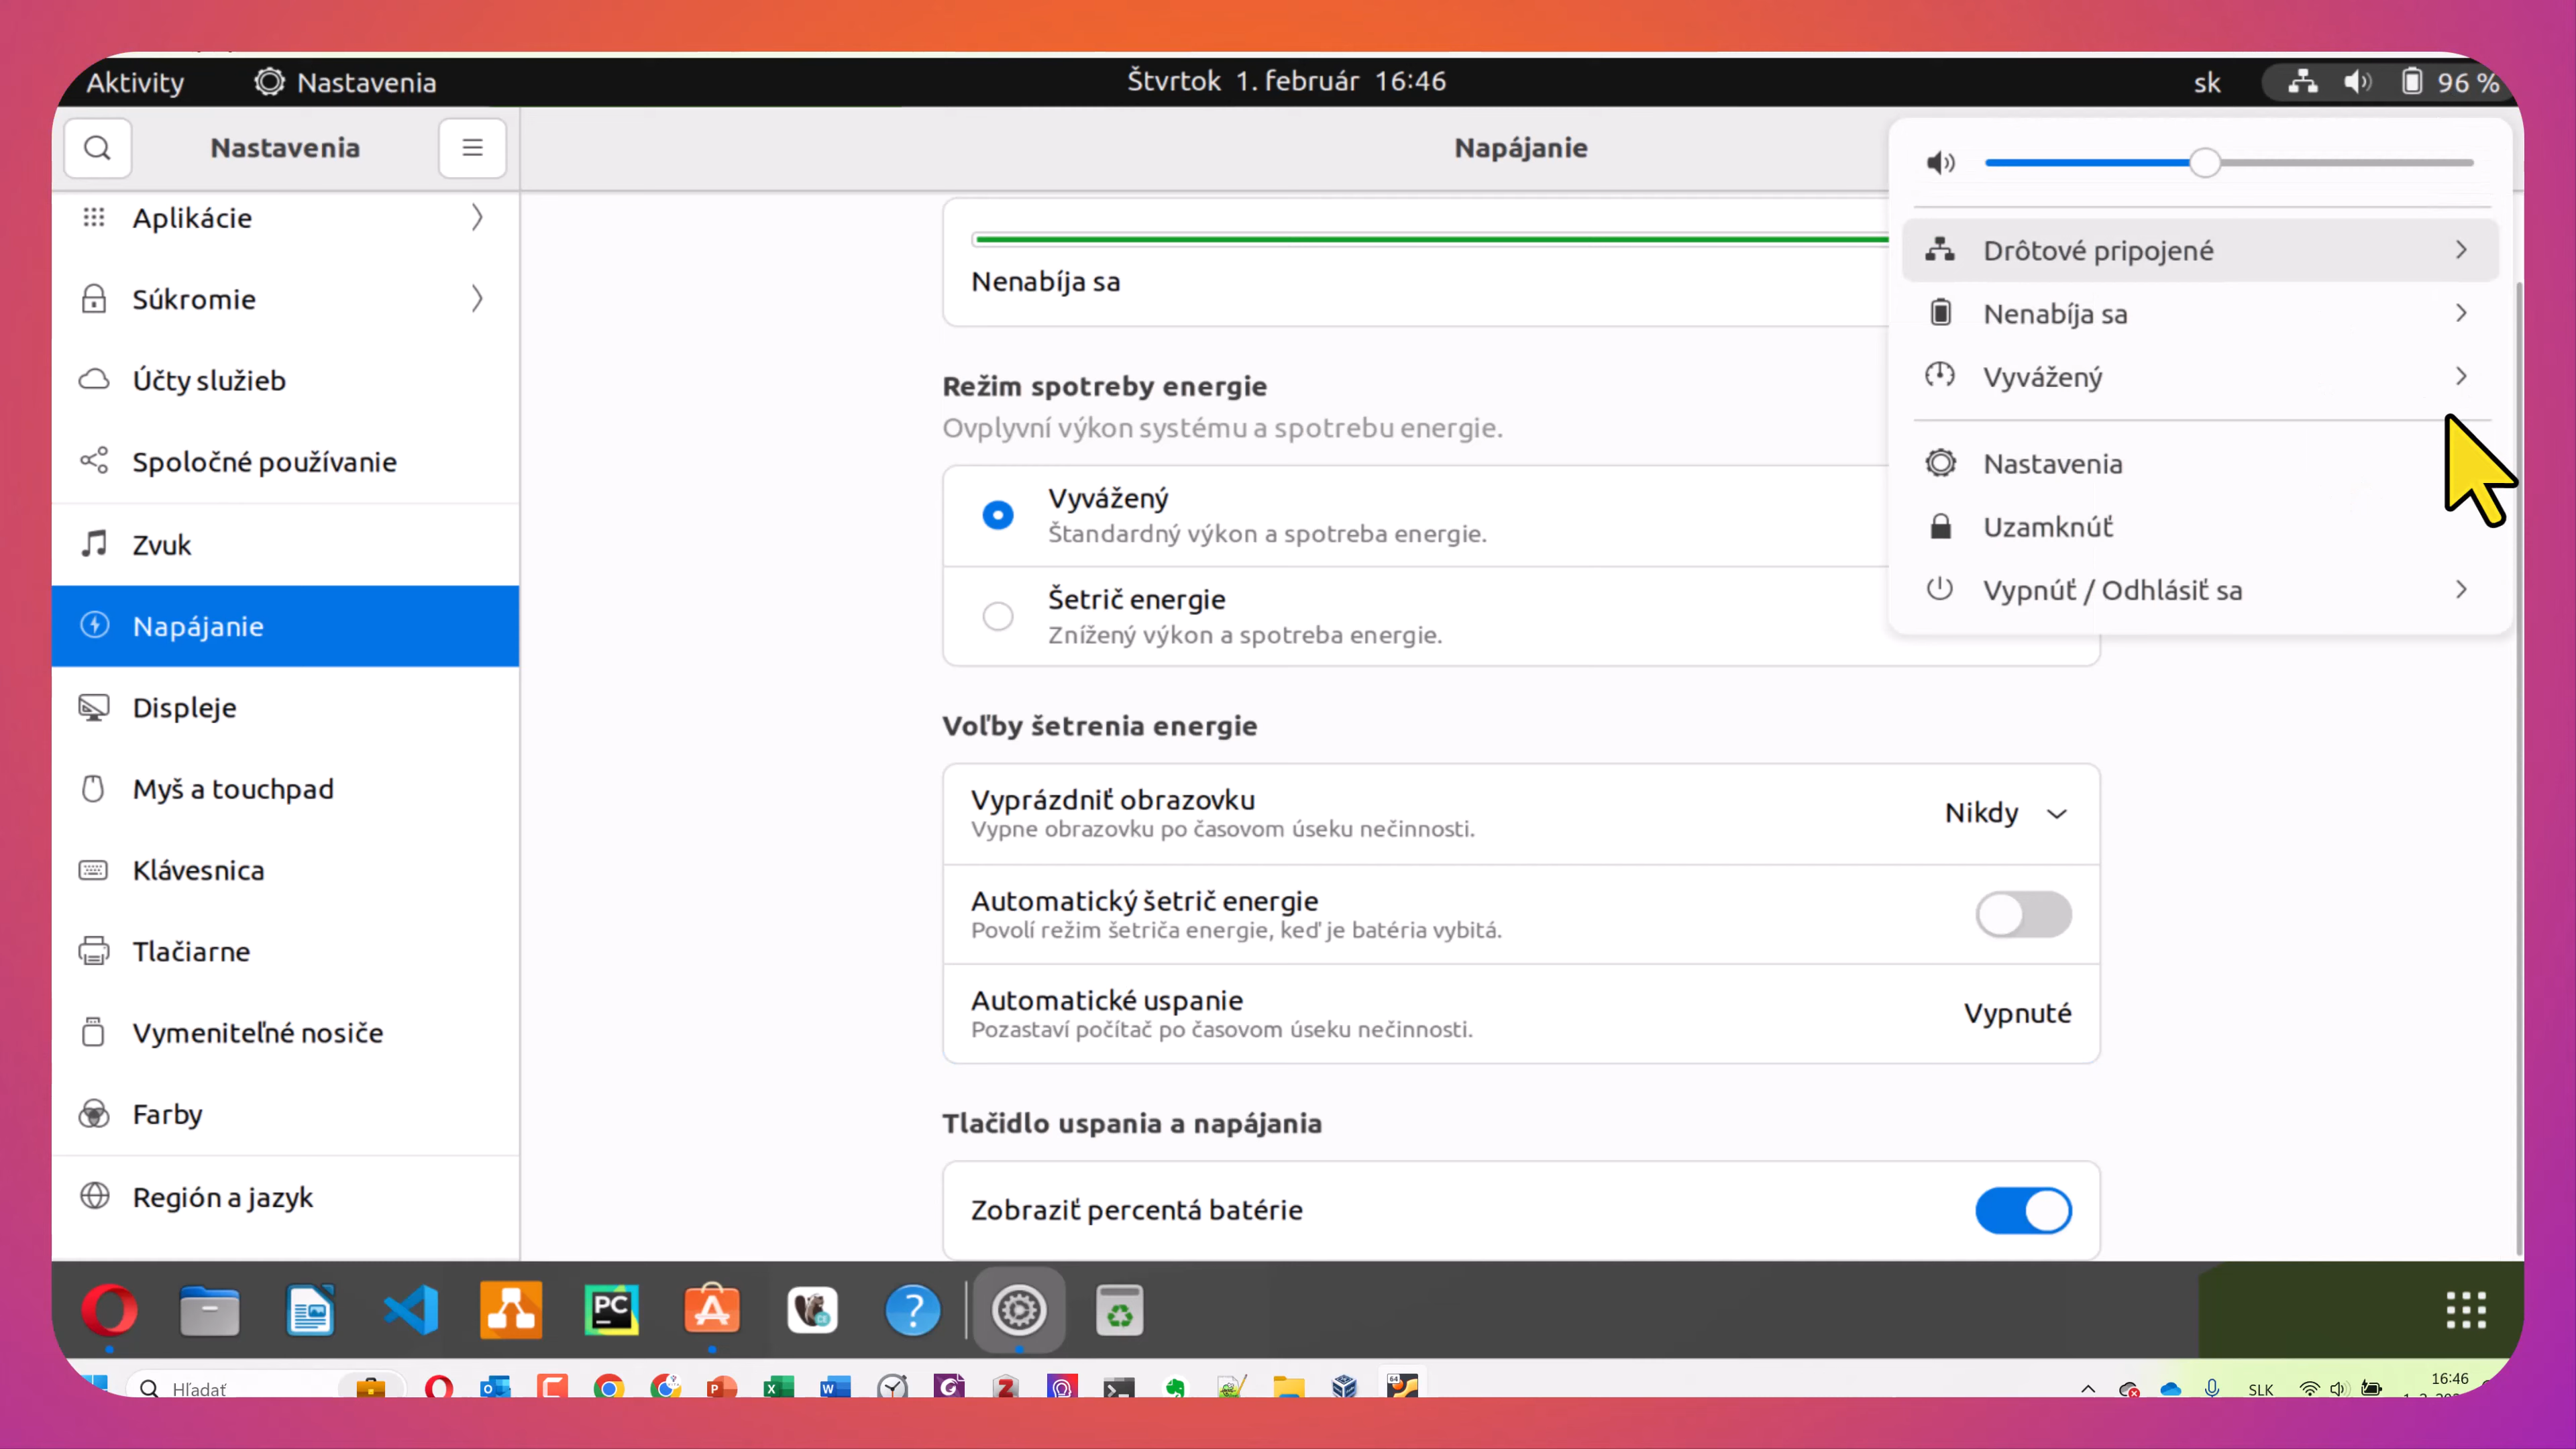 Aktivity
Nastavenia
Štvrtok 1. február 16:46
sk
96 %
Nastavenia
Napájanie
Aplikácie
Súkromie
Účty služieb
Spoločné používanie
Zvuk
Napájanie
Displeje
Myš a touchpad
Klávesnica
Tlačiarne
Vymeniteľné nosiče
Farby
Región a jazyk
Nenabíja sa
Režim spotreby energie
Ovplyvní výkon systému a spotrebu energie.
Vyvážený
Štandardný výkon a spotreba energie.
Šetrič energie
Znížený výkon a spotreba energie.
Voľby šetrenia energie
Vyprázdniť obrazovku
Vypne obrazovku po časovom úseku nečinnosti.
Nikdy
Automatický šetrič energie
Povolí režim šetriča energie, keď je batéria vybitá.
Automatické uspanie
Pozastaví počítač po časovom úseku nečinnosti.
Vypnuté
Tlačidlo uspania a napájania
Zobraziť percentá batérie
Drôtové pripojené
Nenabíja sa
Vyvážený
Nastavenia
Uzamknúť
Vypnúť / Odhlásiť sa
PC
Hľadať
SLK
16:46